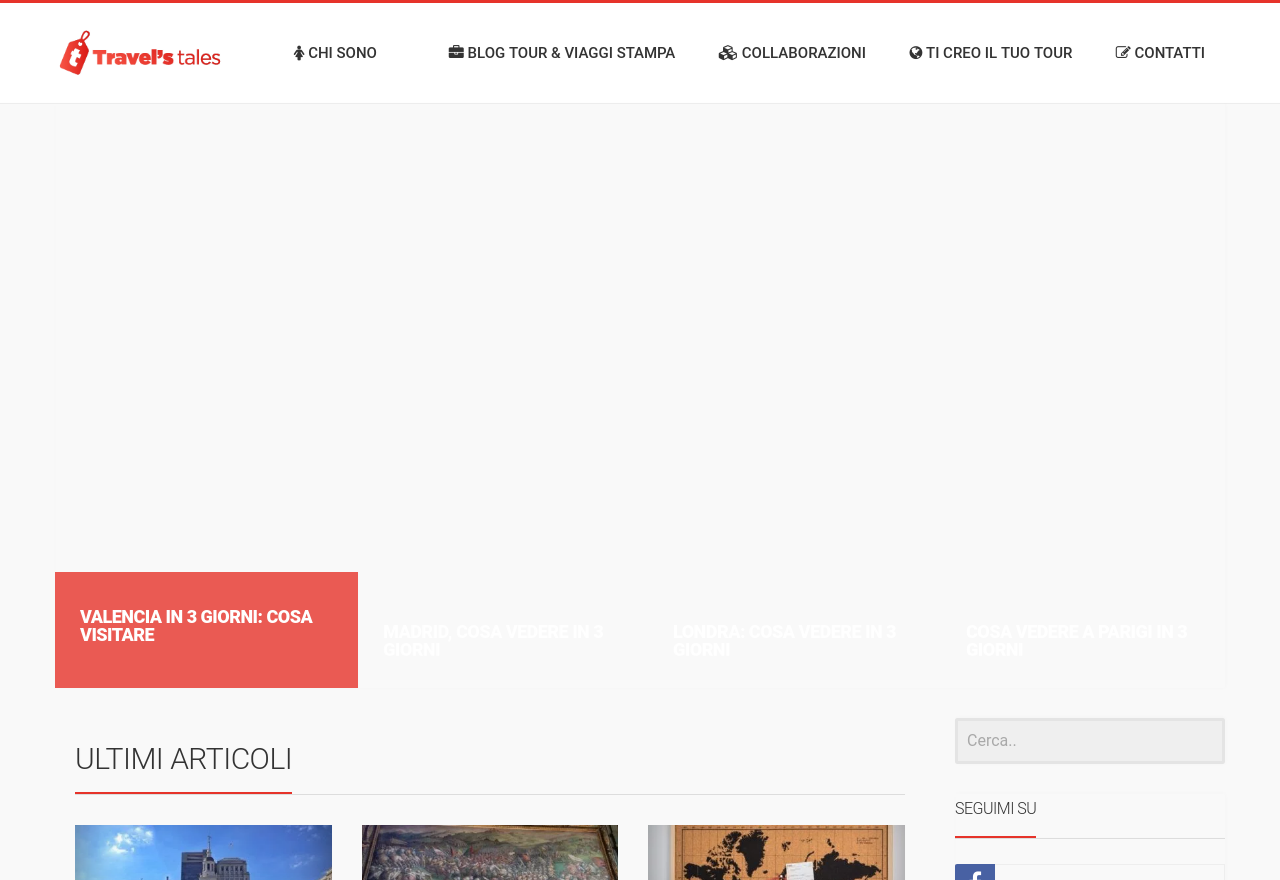 Travel's tales
CHI SONO
BLOG TOUR & VIAGGI STAMPA
COLLABORAZIONI
TI CREO IL TUO TOUR
CONTATTI
VALENCIA IN 3 GIORNI: COSA
VISITARE
MADRID, COSA VEDERE IN 3
GIORNI
LONDRA: COSA VEDERE IN 3
GIORNI
COSA VEDERE A PARIGI IN 3
GIORNI
ULTIMI ARTICOLI
Cerca..
SEGUIMI SU